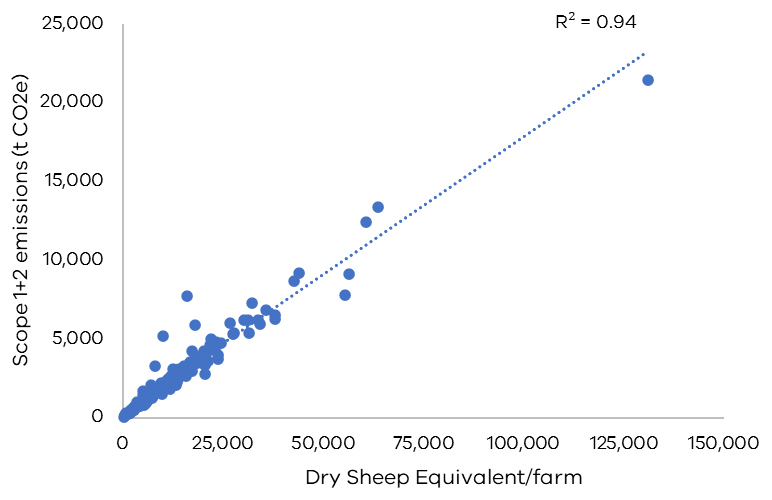 25,000
R² = 0.94
20,000
15,000
10,000
5,000
0
Scope 1+2 emissions (t CO2e)
0 25,000 50,000 75,000 100,000 125,000 150,000
Dry Sheep Equivalent/farm